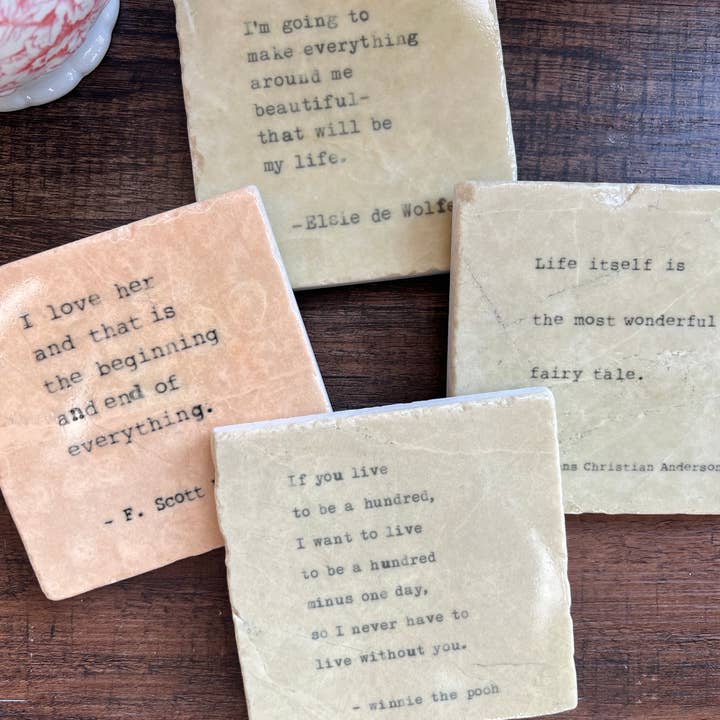 I'm going to
make everything
around me
beautiful-
that will be
my life.
-Elsie de Wolfe
I love her
and that is
the beginning
and end of
everything.
- F. Scott
Life itself is
the most wonderful
fairy tale.
Christian Anderson
If you live
to be a hundred,
I want to live
to be a hundred
minus one day,
so I never have to
live without you.
- winnie the pooh